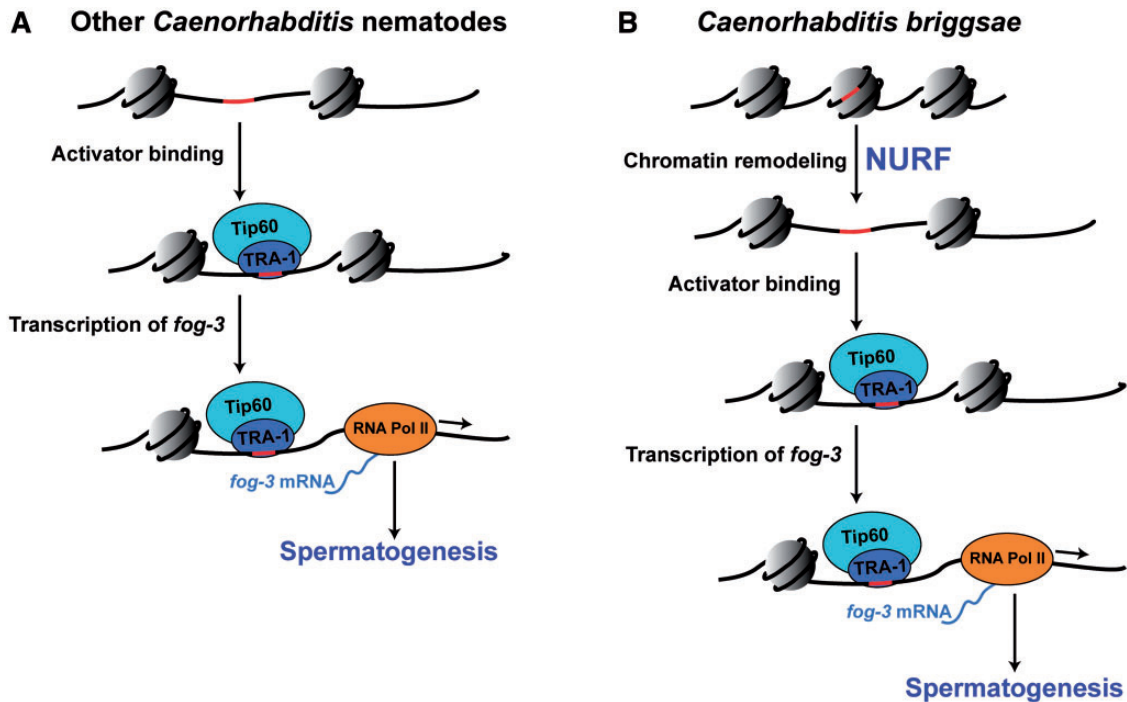 A Other Caenorhabditis nematodes
Activator binding
Tip60
TRA-1
Transcription of fog-3
Tip60
TRA-1
RNA Pol II
fog-3 mRNA
Spermatogenesis
B Caenorhabditis briggsae
Chromatin remodeling NURF
Activator binding
Tip60
TRA-1
Transcription of fog-3
Tip60
TRA-1
RNA Pol II
fog-3 mRNA
Spermatogenesis